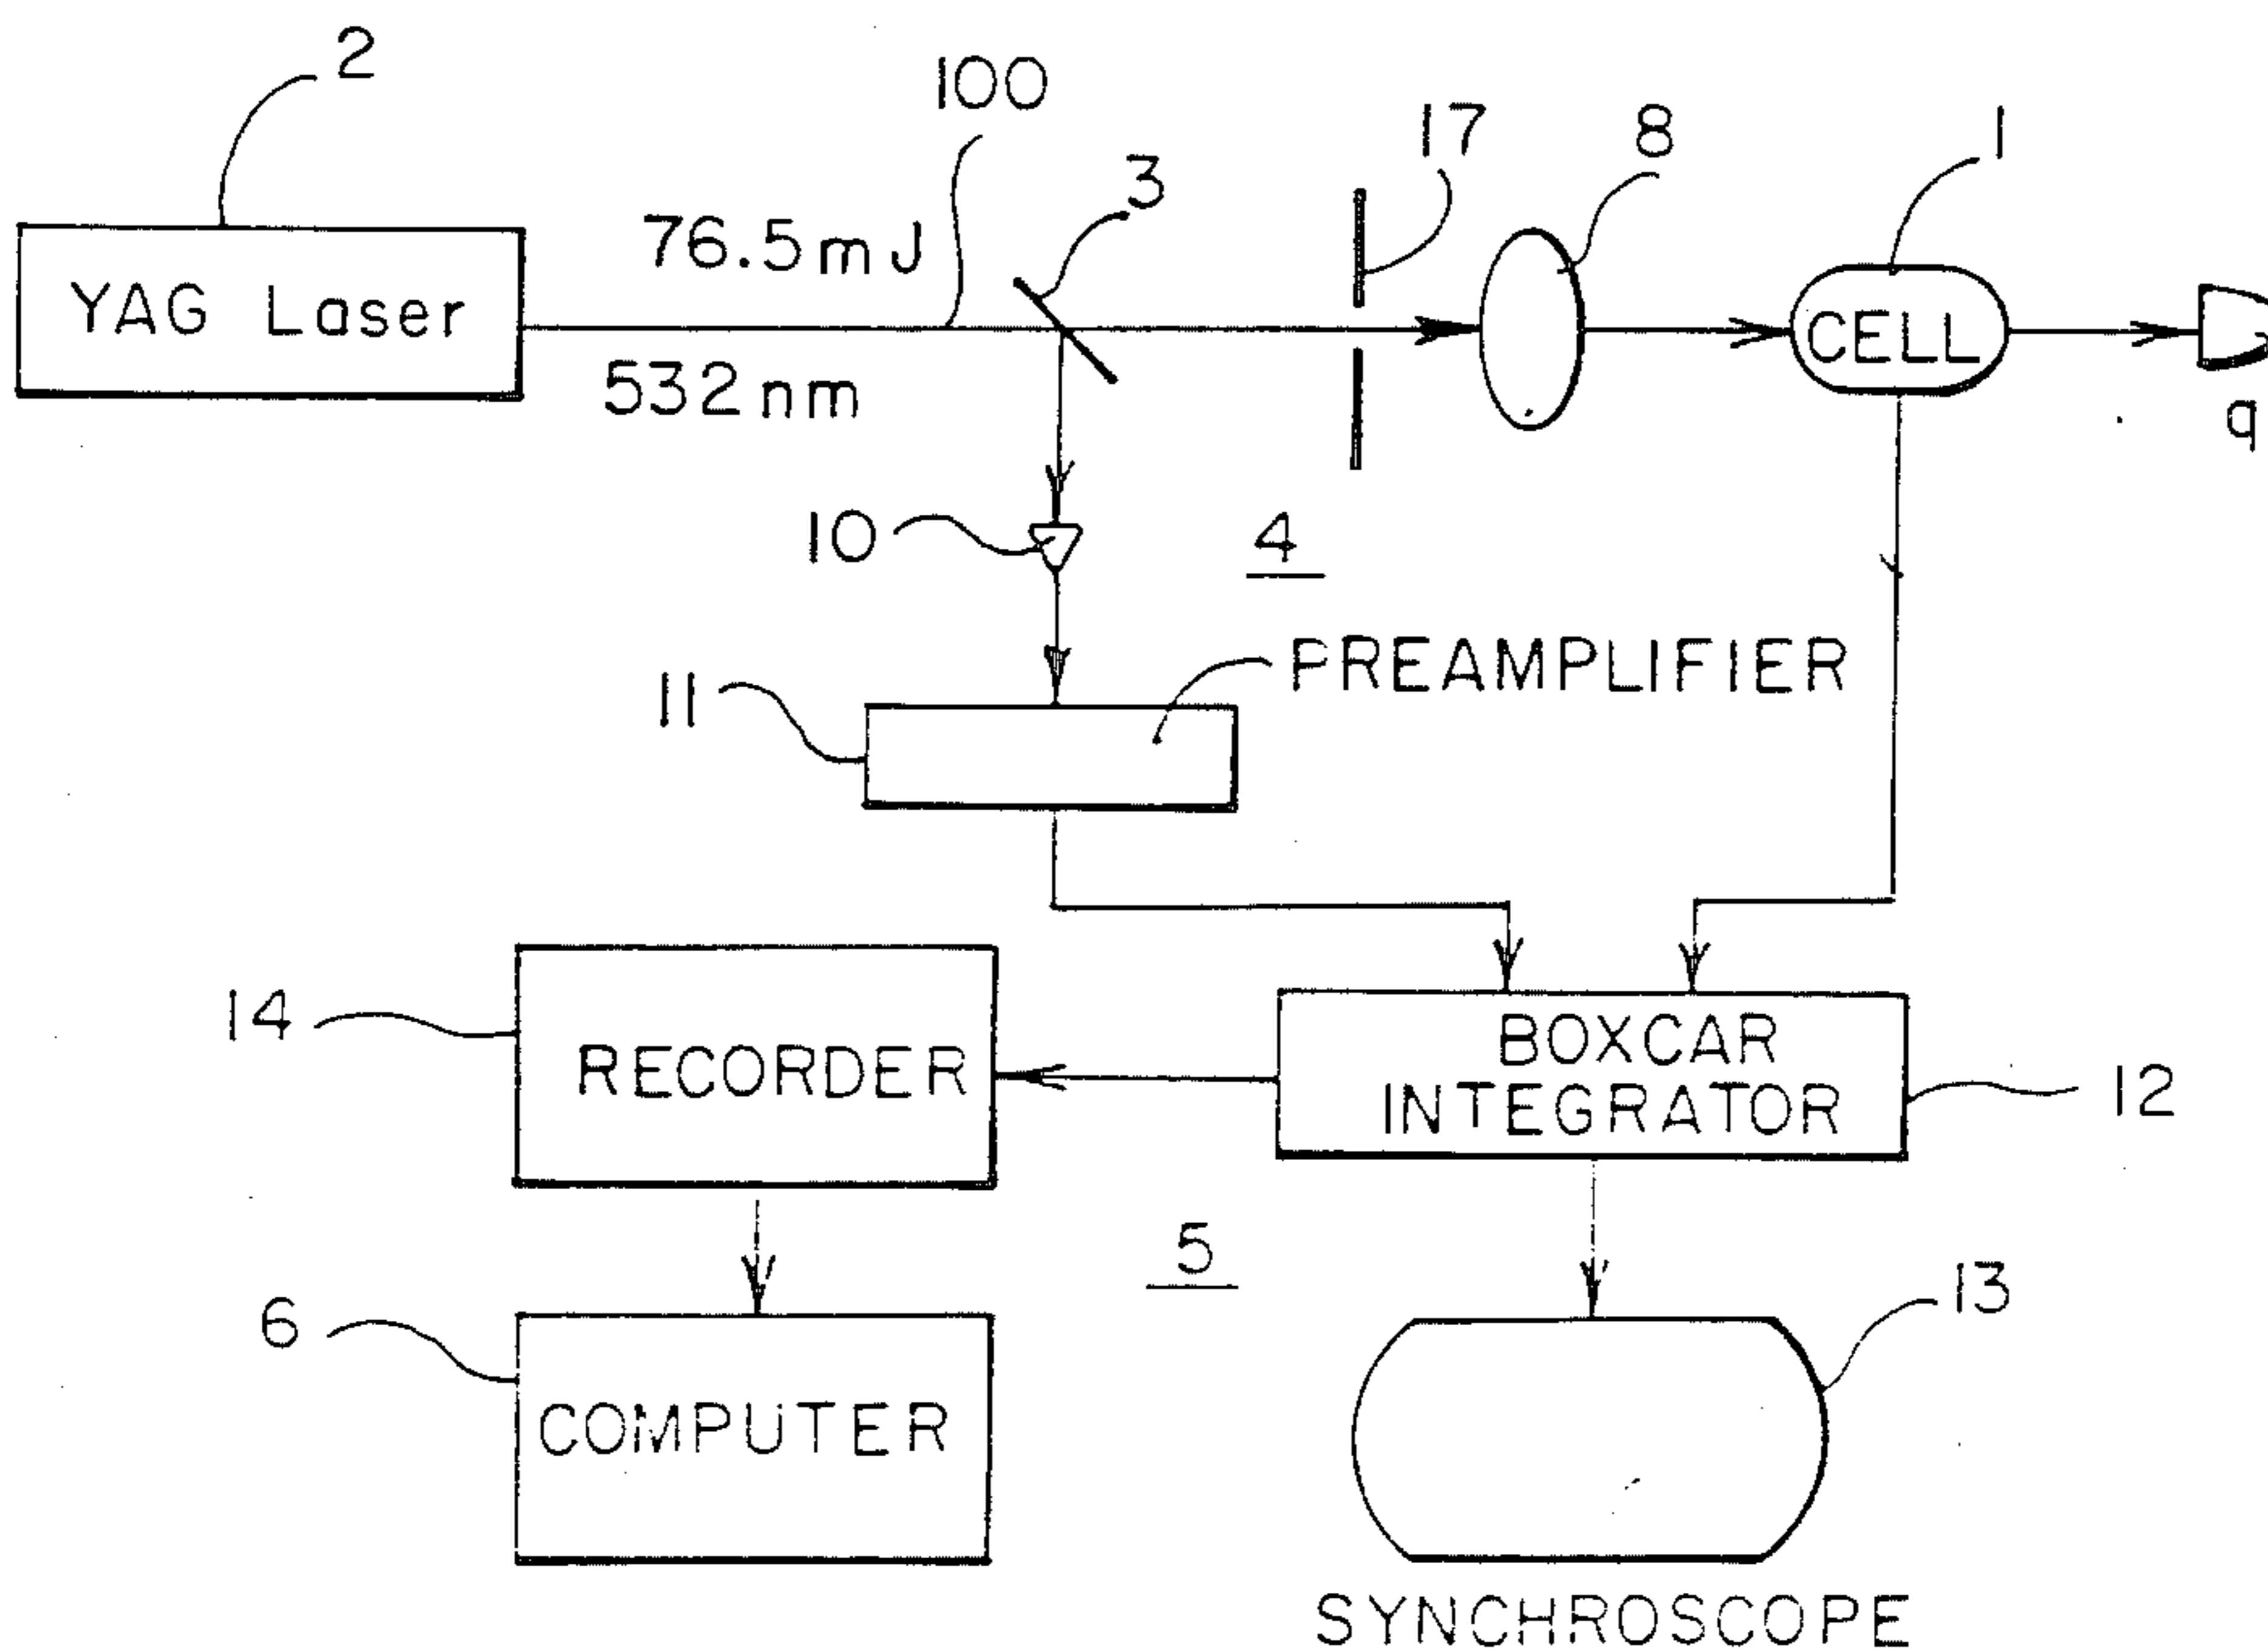 2
100
17
8
1
3
76.5mJ
YAG Laser
532nm
CELL
9
10
4
PREAMPLIFIER
11
14
RECORDER
BOXCAR
INTEGRATOR
12
5
13
6
COMPUTER
SYNCHROSCOPE